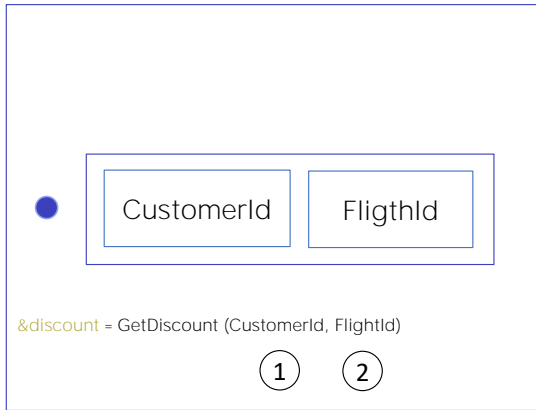 CustomerId FligthId
&discount = GetDiscount (CustomerId, FlightId)
1 2